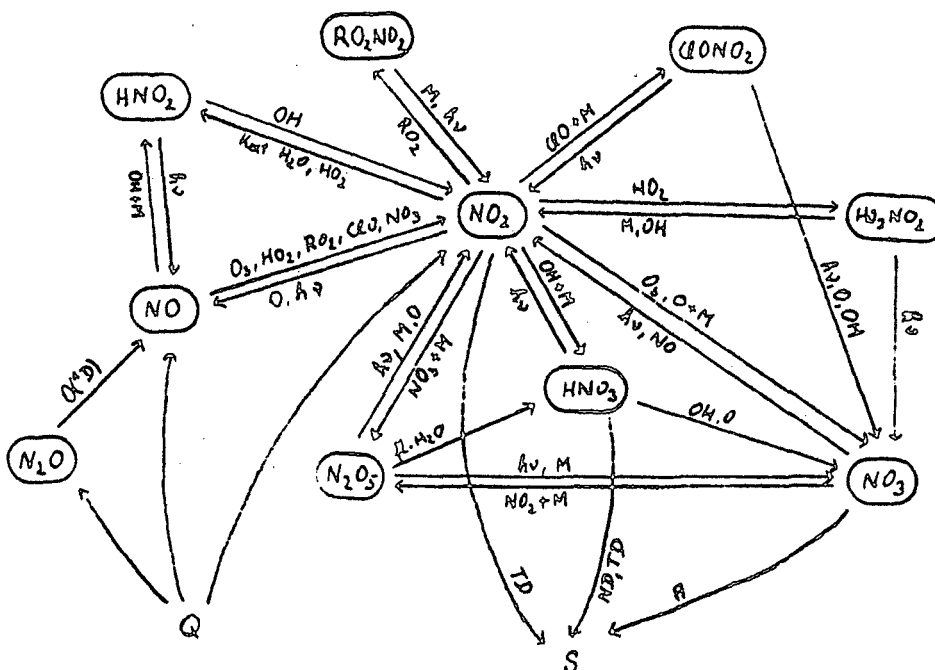 RO₂NO₂
ClONO₂
HNO₂
M, hν
RO₂
ClO+M
hν
OH
H₂O, HO₂
OH+M
hν
NO₂
HO₂
M, OH
HO₂NO₂
O₃, HO₂, RO₂, ClO, NO₃
O, hν
NO
hν, M, O
NO₃+M
OH+M
hν
O₃, O+M
hν, NO
hν, O, OH
hν
O(¹D)
HNO₃
OH, O
N₂O
N₂O₅
H₂O
hν, M
NO₂+M
NO₃
TD
ND, TD
Q
S